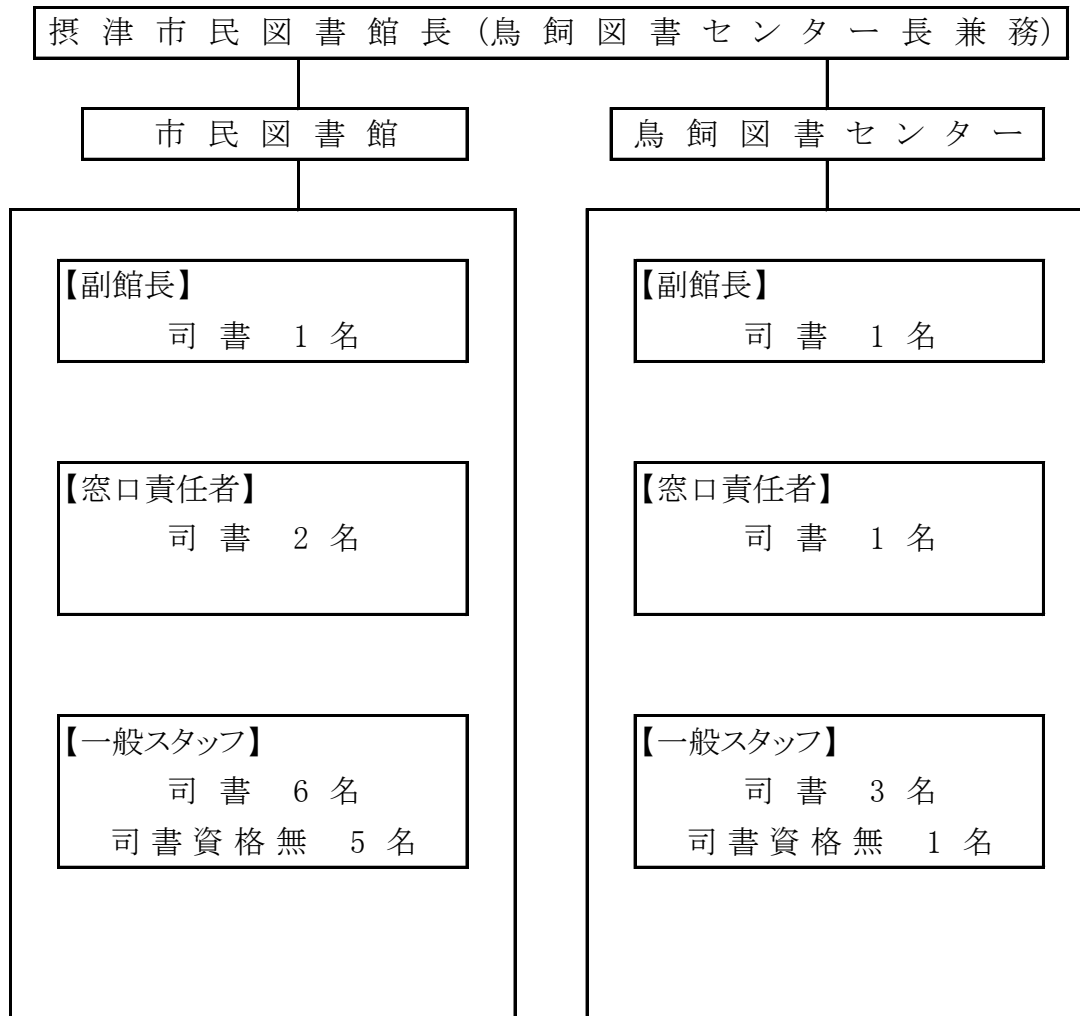 摂津市民図書館長(鳥飼図書センター長兼務)
市民図書館
鳥飼図書センター
【副館長】
司書 1名
【窓口責任者】
司書 2名
【一般スタッフ】
司書 6名
司書資格無 5名
【副館長】
司書 1名
【窓口責任者】
司書 1名
【一般スタッフ】
司書 3名
司書資格無 1名